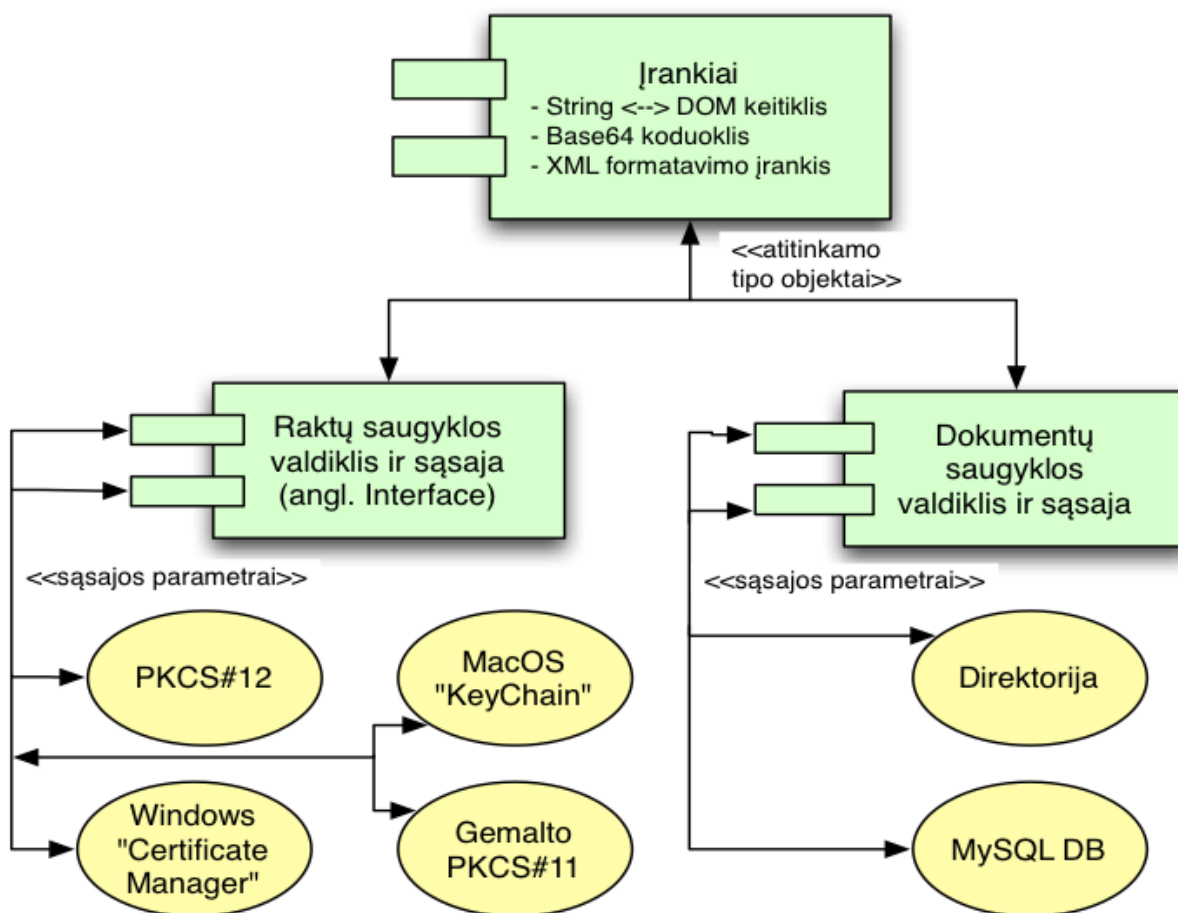 Įrankiai
- String <--> DOM keitiklis
- Base64 koduoklis
- XML formatavimo įrankis
<<atitinkamo
tipo objektai>>
Raktų saugyklos
valdiklis ir sąsaja
(angl. Interface)
Dokumentų
saugyklos
valdiklis ir sąsaja
<<sąsajos parametrai>>
<<sąsajos parametrai>>
PKCS#12
MacOS
"KeyChain"
Direktorija
Windows
"Certificate
Manager"
Gemalto
PKCS#11
MySQL DB